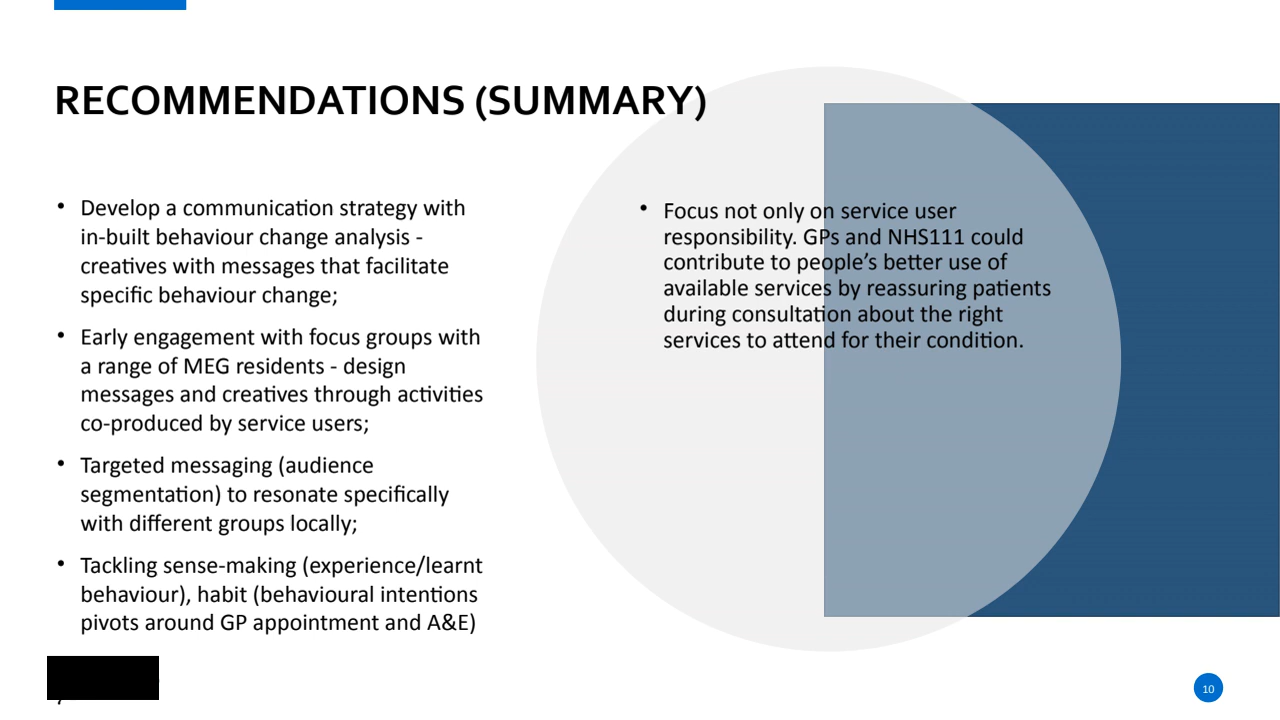 RECOMMENDATIONS (SUMMARY)
• Develop a communication strategy with
in-built behaviour change analysis -
creatives with messages that facilitate
specific behaviour change;
• Early engagement with focus groups with
a range of MEG residents - design
messages and creatives through activities
co-produced by service users;
• Targeted messaging (audience
segmentation) to resonate specifically
with different groups locally;
• Tackling sense-making (experience/learnt
behaviour), habit (behavioural intentions
pivots around GP appointment and A&E)
• Focus not only on service user
responsibility. GPs and NHS111 could
contribute to people’s better use of
available services by reassuring patients
during consultation about the right
services to attend for their condition.
10